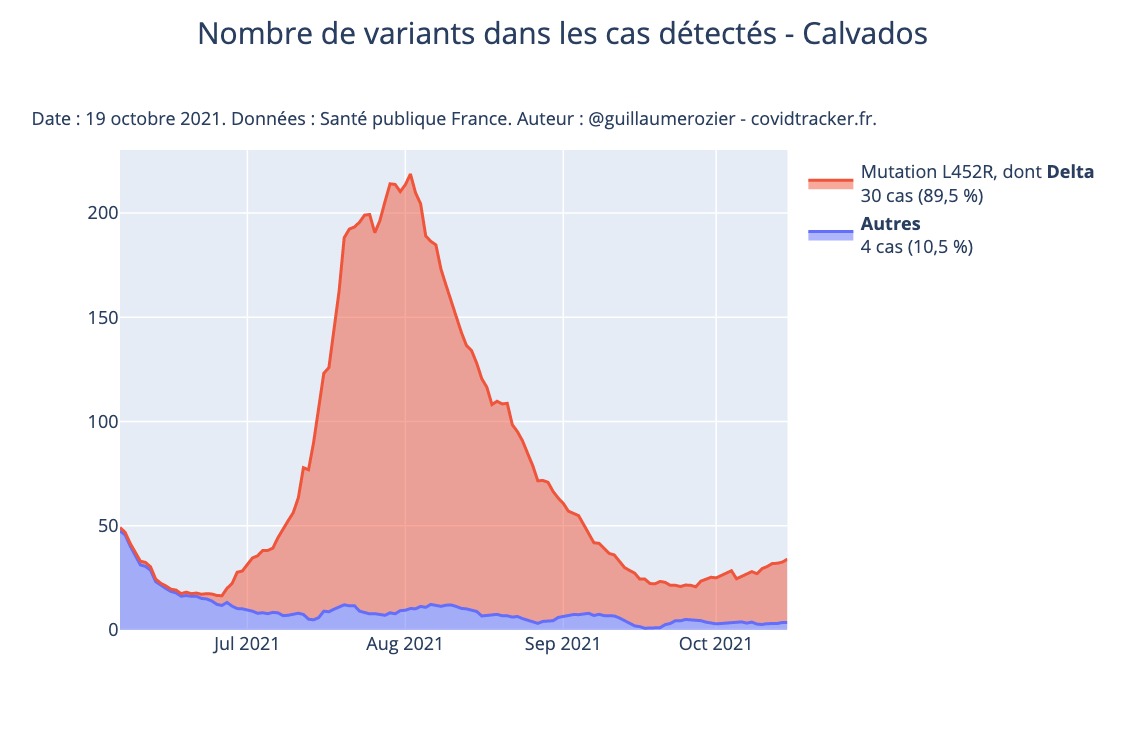 Nombre de variants dans les cas détectés - Calvados
Date : 19 octobre 2021. Données : Santé publique France. Auteur : @guillaumerozier - covidtracker.fr.
Mutation L452R, dont Delta
30 cas (89,5 %)
Autres
4 cas (10,5 %)
200
150
100
50
0
Jul 2021
Aug 2021
Sep 2021
Oct 2021